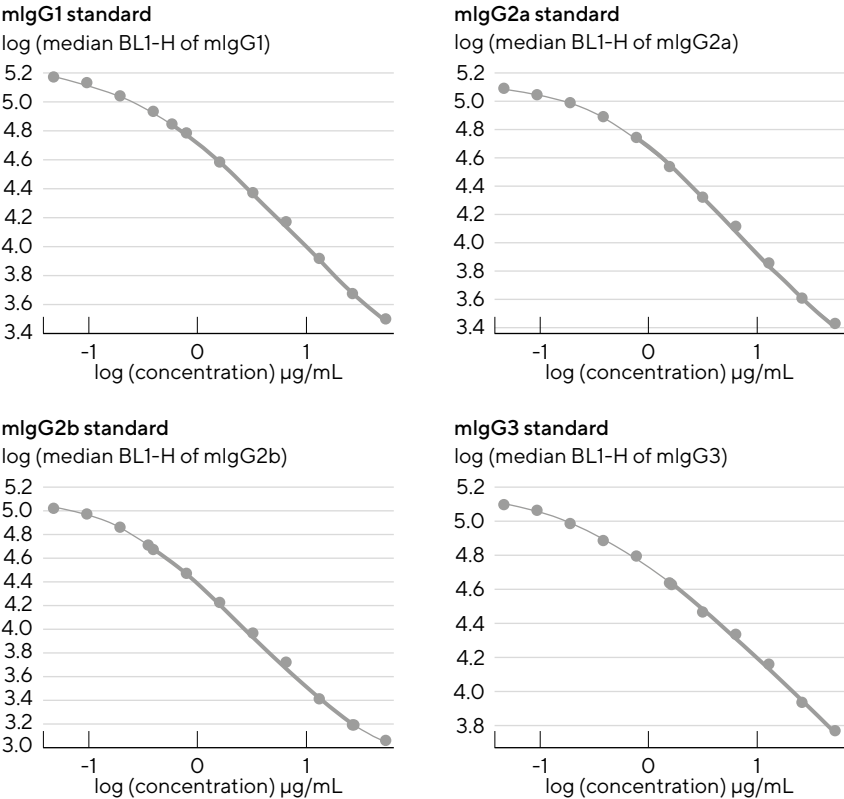 mIgG1 standard
log (median BL1-H of mIgG1)
5.2
5.0
4.8
4.6
4.4
4.2
4.0
3.8
3.6
3.4
-1 0 1
log (concentration) µg/mL
mIgG2a standard
log (median BL1-H of mIgG2a)
5.2
5.0
4.8
4.6
4.4
4.2
4.0
3.8
3.6
3.4
-1 0 1
log (concentration) µg/mL
mIgG2b standard
log (median BL1-H of mIgG2b)
5.2
5.0
4.8
4.6
4.4
4.2
4.0
3.8
3.6
3.4
3.2
3.0
-1 0 1
log (concentration) µg/mL
mIgG3 standard
log (median BL1-H of mIgG3)
5.2
5.0
4.8
4.6
4.4
4.2
4.0
3.8
-1 0 1
log (concentration) µg/mL